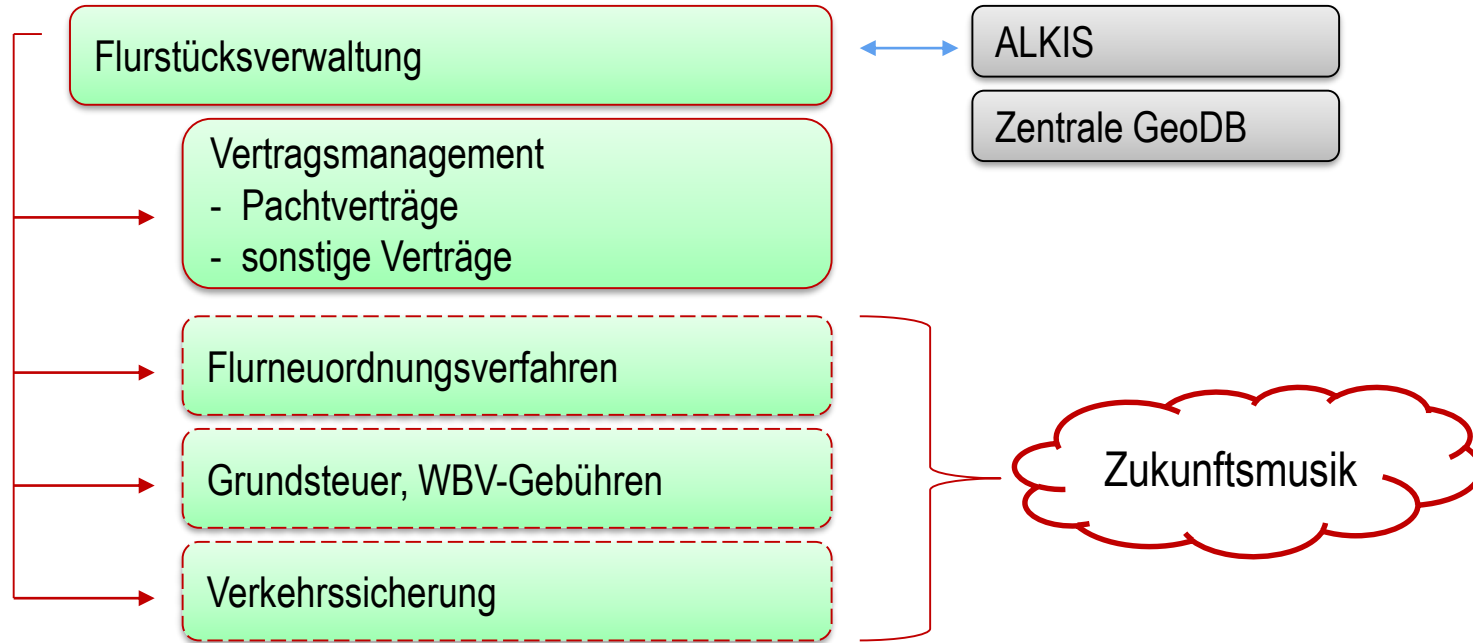 Flurstücksverwaltung
ALKIS
Zentrale GeoDB
Vertragsmanagement
- Pachtverträge
- sonstige Verträge
Flurneuordnungsverfahren
Grundsteuer, WBV-Gebühren
Zukunftsmusik
Verkehrssicherung